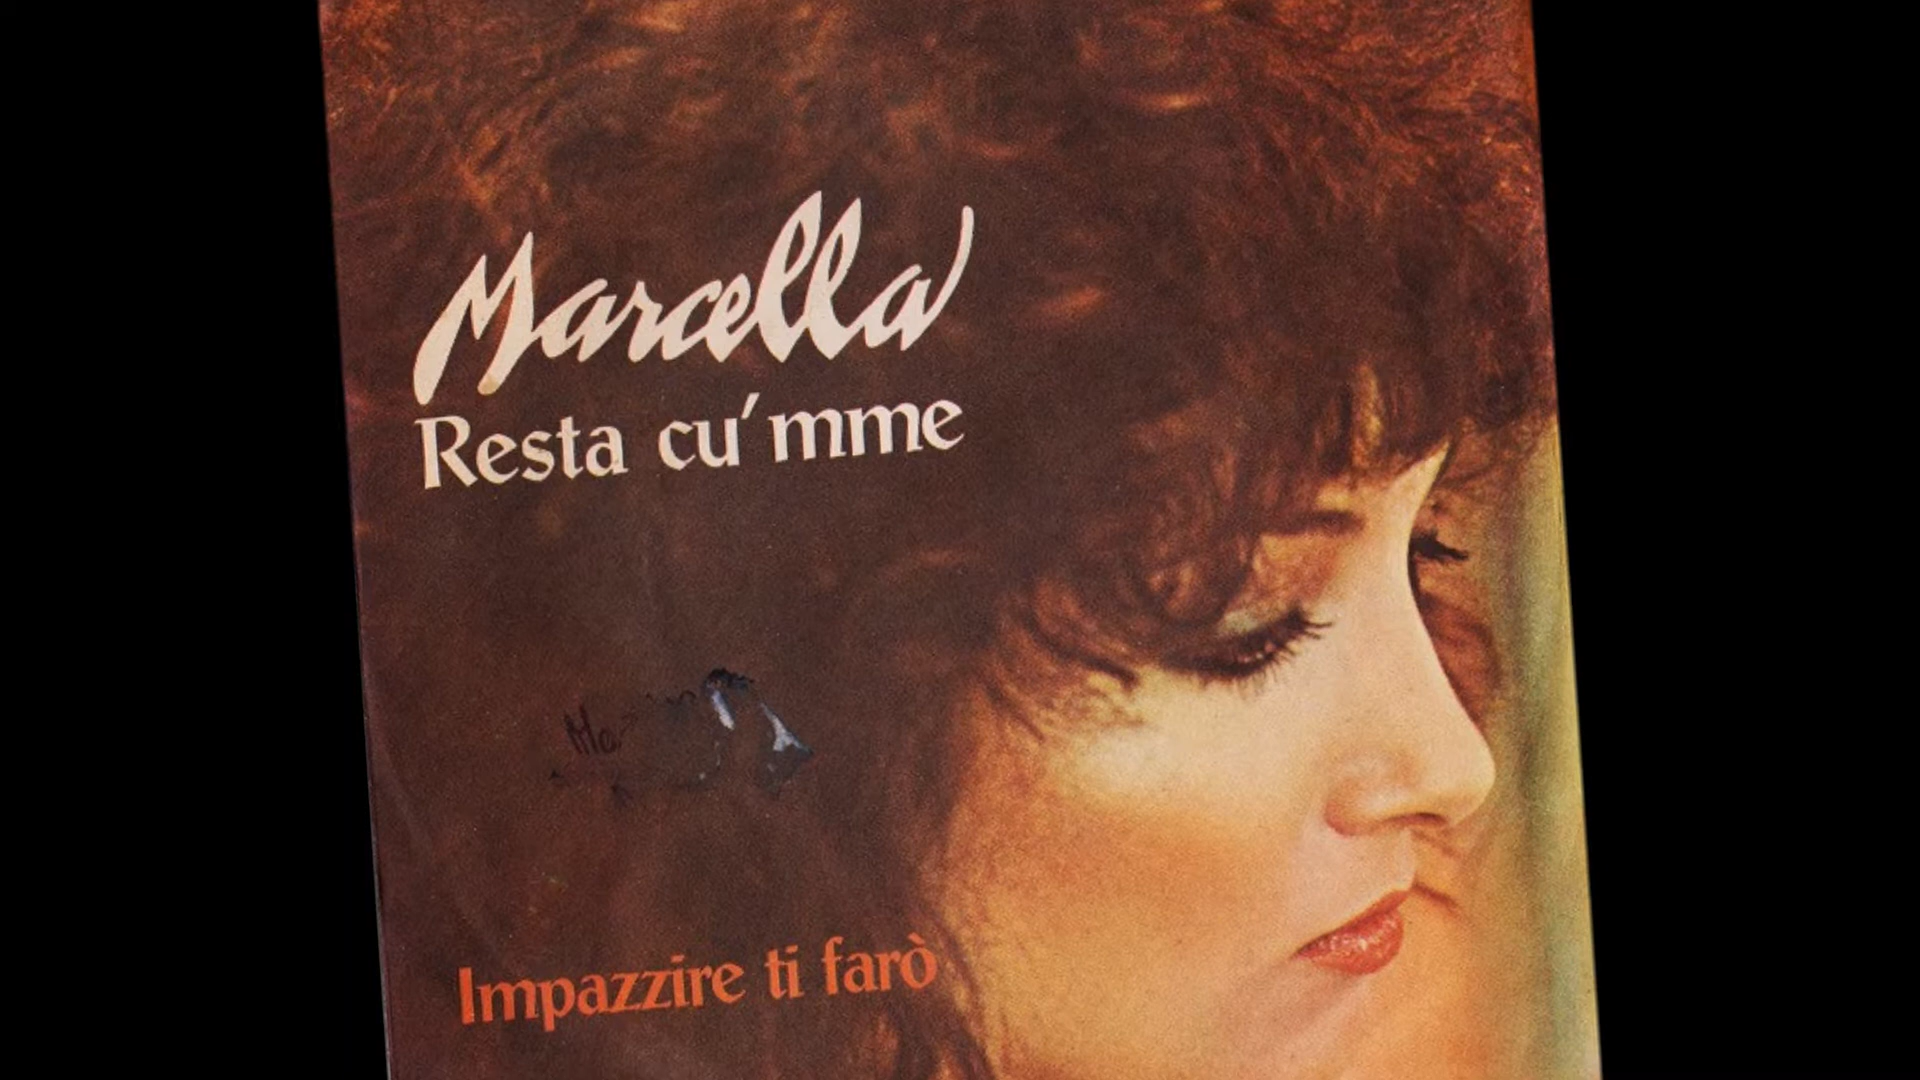 Marcella
Resta cu' mme
Impazzire ti farò